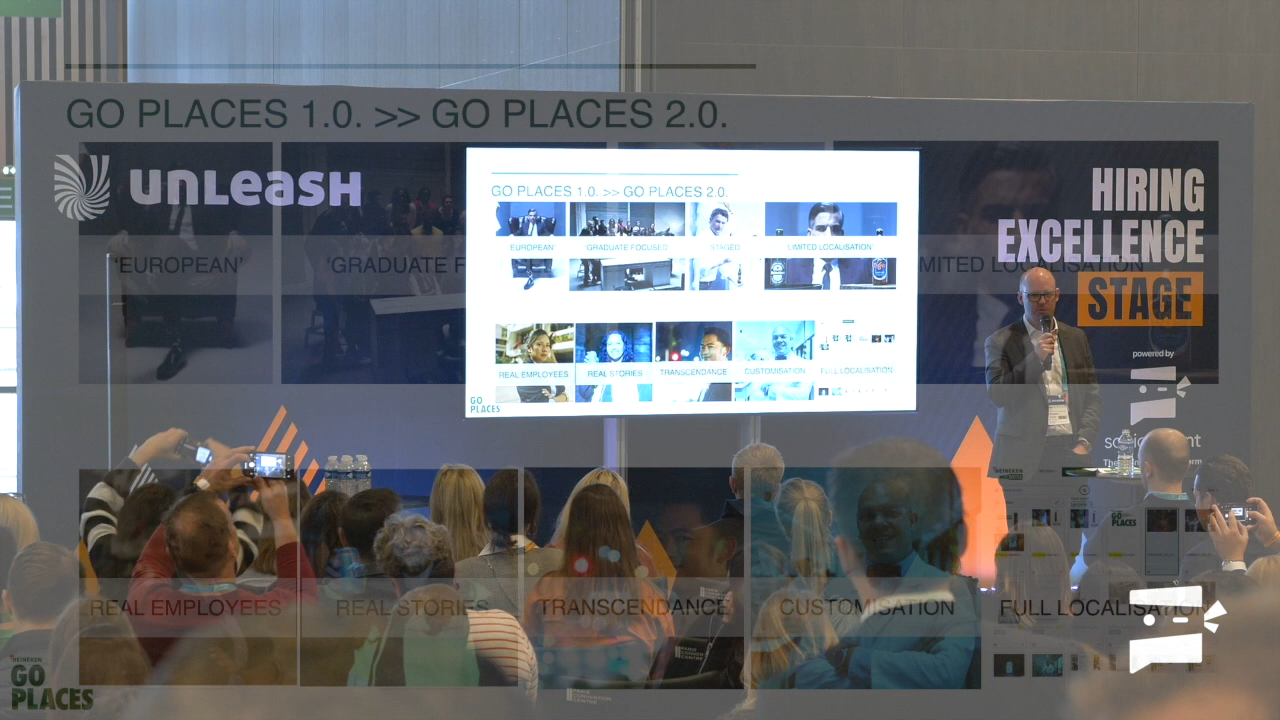 GO PLACES 1.0. >> GO PLACES 2.0.
UNLEASH
HIRING
EXCELLENCE
STAGE
powered by
GO PLACES 1.0. >> GO PLACES 2.0.
'EUROPEAN'
'GRADUATE FOCUSED'
'STAGED'
'LIMITED LOCALISATION'
REAL EMPLOYEES
REAL STORIES
TRANSCENDANCE
CUSTOMISATION
FULL LOCALISATION
GO
PLACES
'EUROPEAN'
'GRADUATE F
MITED LOCALISATION'
REAL EMPLOYEES
REAL STORIES
TRANSCENDANCE
CUSTOMISATION
FULL LOCALISATION
HEINEKEN
GO
PLACES
GO
PLACES